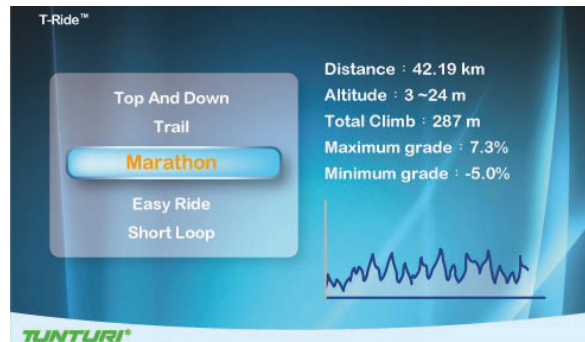 T-Ride™
Top And Down
Trail
Marathon
Easy Ride
Short Loop
Distance : 42.19 km
Altitude : 3 ~24 m
Total Climb : 287 m
Maximum grade : 7.3%
Minimum grade : -5.0%
TUNTURI®